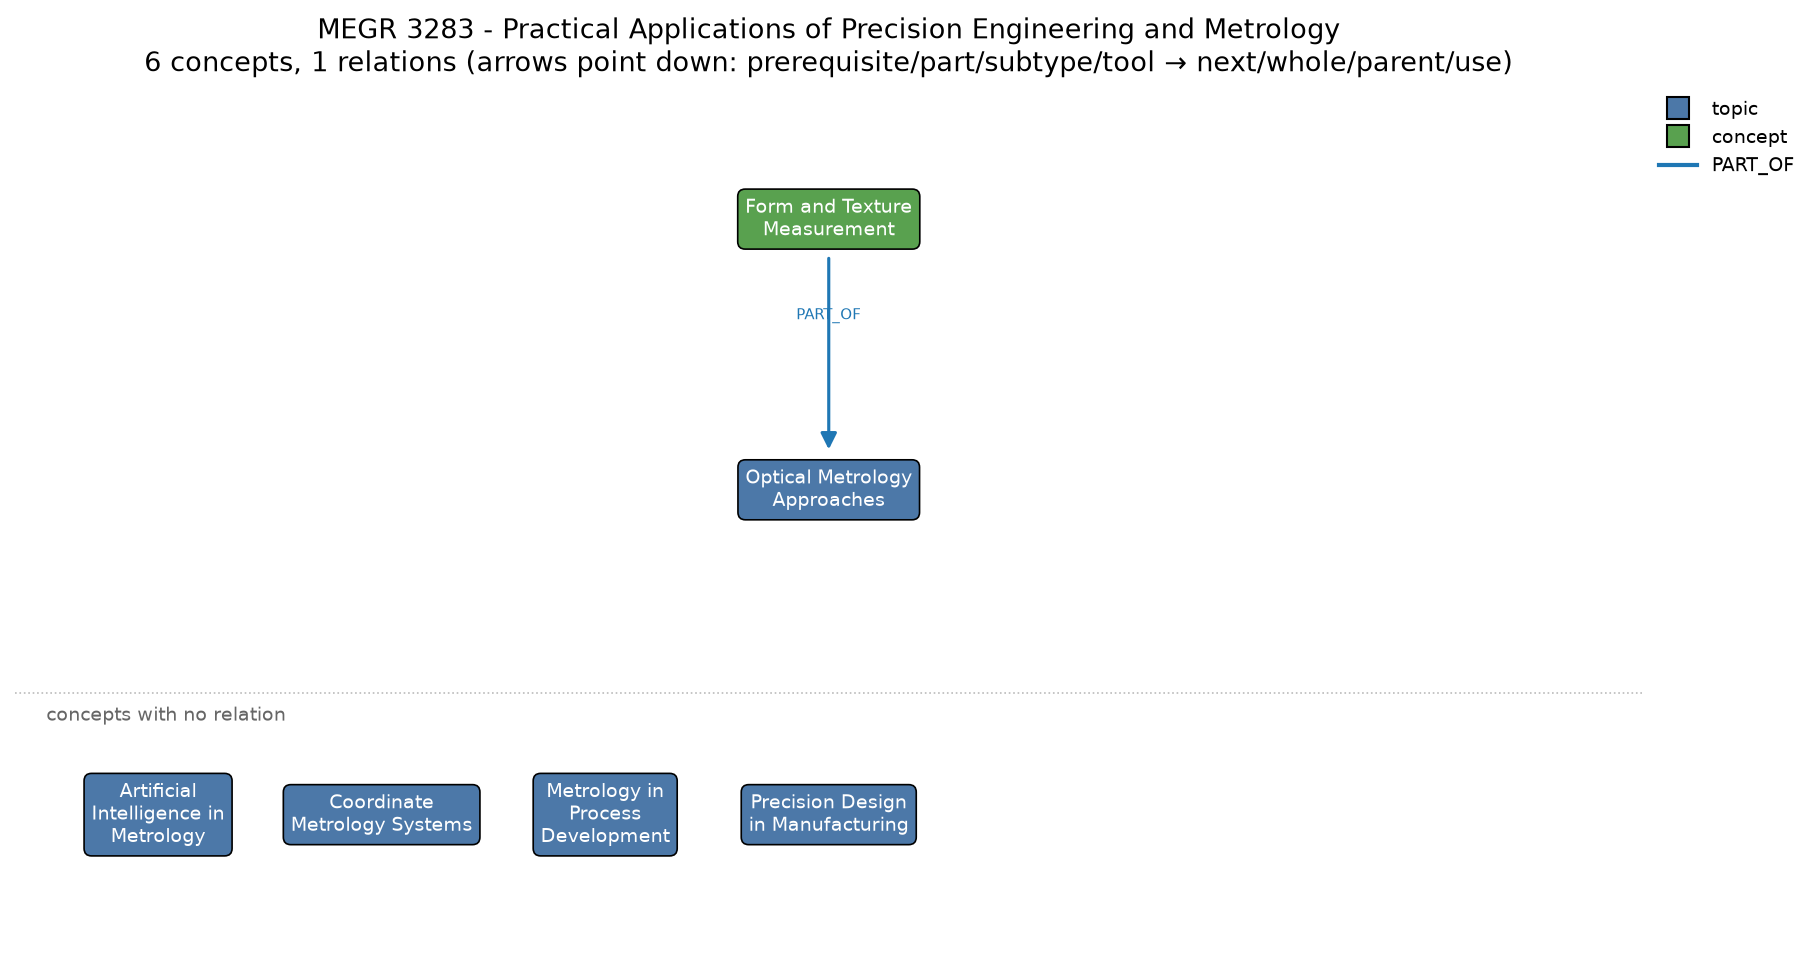 MEGR 3283 - Practical Applications of Precision Engineering and Metrology
6 concepts, 1 relations (arrows point down: prerequisite/part/subtype/tool → next/whole/parent/use)
topic
concept
PART_OF
Form and Texture
Measurement
PART_OF
Optical Metrology
Approaches
concepts with no relation
Artificial
Intelligence in
Metrology
Coordinate
Metrology Systems
Metrology in
Process
Development
Precision Design
in Manufacturing